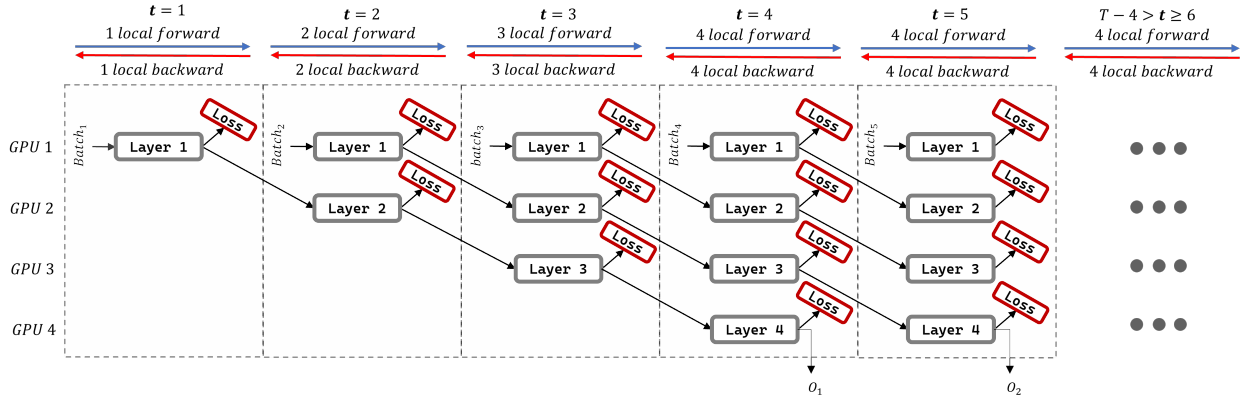 t = 1
1 local forward
1 local backward
t = 2
2 local forward
2 local backward
t = 3
3 local forward
3 local backward
t = 4
4 local forward
4 local backward
t = 5
4 local forward
4 local backward
T − 4 > t ≥ 6
4 local forward
4 local backward
GPU 1
Batch₁
Layer 1
Loss
Batch₂
Layer 1
Loss
batch₃
Layer 1
Loss
Batch₄
Layer 1
Loss
Batch₅
Layer 1
Loss
GPU 2
Layer 2
Loss
Layer 2
Loss
Layer 2
Loss
Layer 2
Loss
GPU 3
Layer 3
Loss
Layer 3
Loss
Layer 3
Loss
GPU 4
Layer 4
Loss
Layer 4
Loss
O₁
O₂